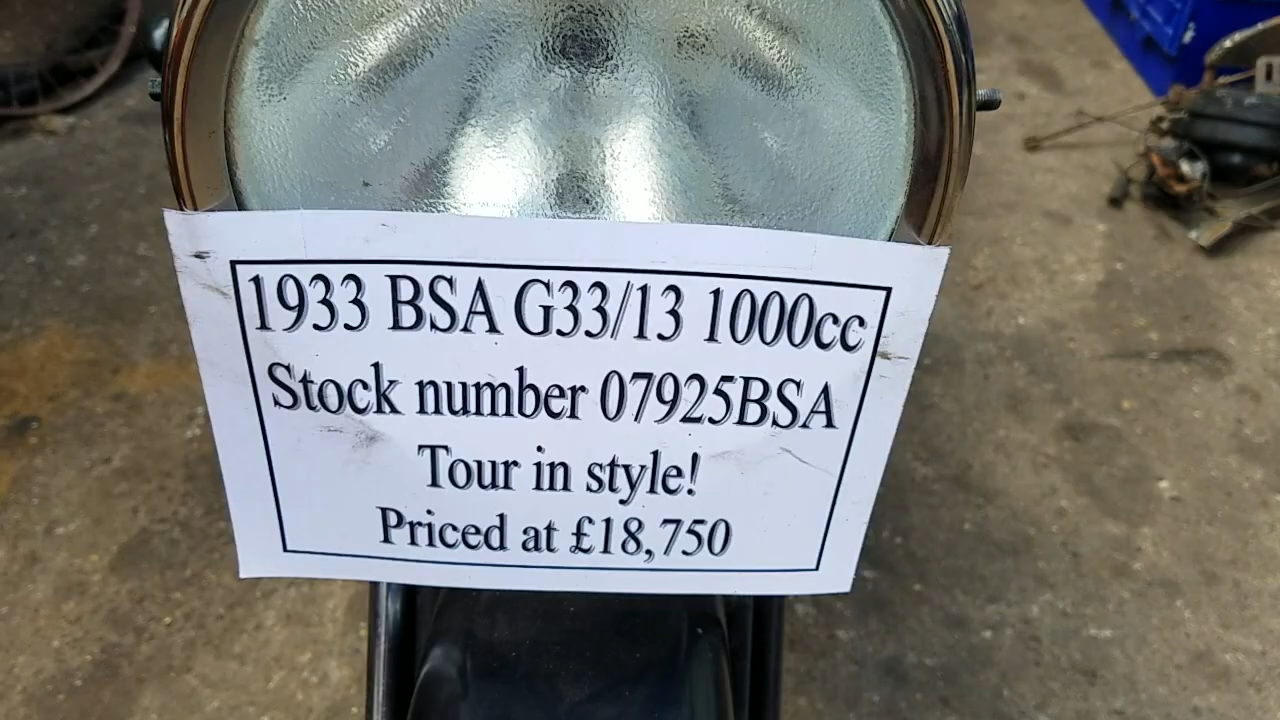 1933 BSA G33/13 1000cc
Stock number 07925BSA
Tour in style!
Priced at £18,750